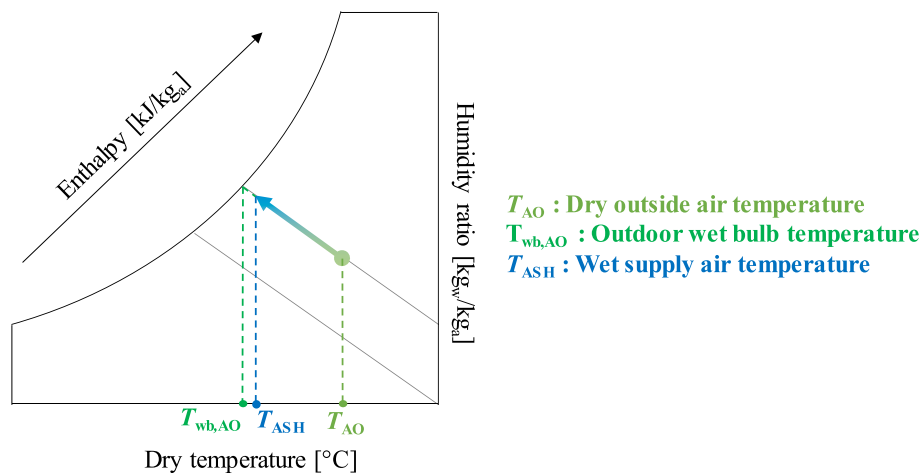 Enthalpy [kJ/kga]
Humidity ratio [kgw/kga]
TAO : Dry outside air temperature
Twb,AO : Outdoor wet bulb temperature
TASH : Wet supply air temperature
Twb,AO TASH TAO
Dry temperature [°C]